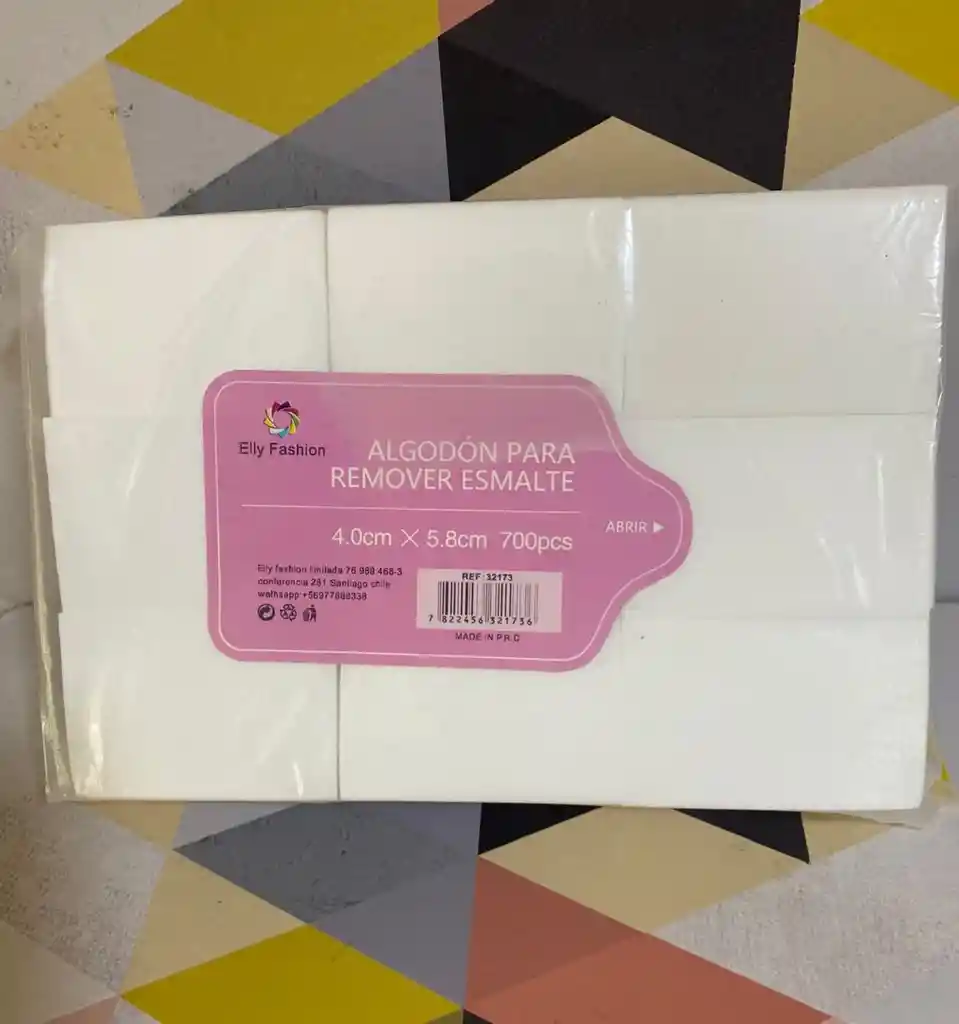 Elly Fashion
ALGODÓN PARA
REMOVER ESMALTE
4.0cm × 5.8cm 700pcs
ABRIR ▶
Elly fashion limitada 76 980 468-3
conferencia 281 Santiago chile
wathsapp +56977888338
REF: 32173
7 822456 321736
MADE IN P.R.C